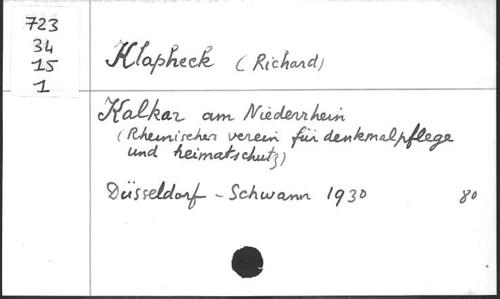 723
34
15
1
Klapheck (Richard)
Kalkar am Niederrhein
(Rheinischer verein für denkmalpflege
und heimatschutz)
Düsseldorf - Schwann 1930 80